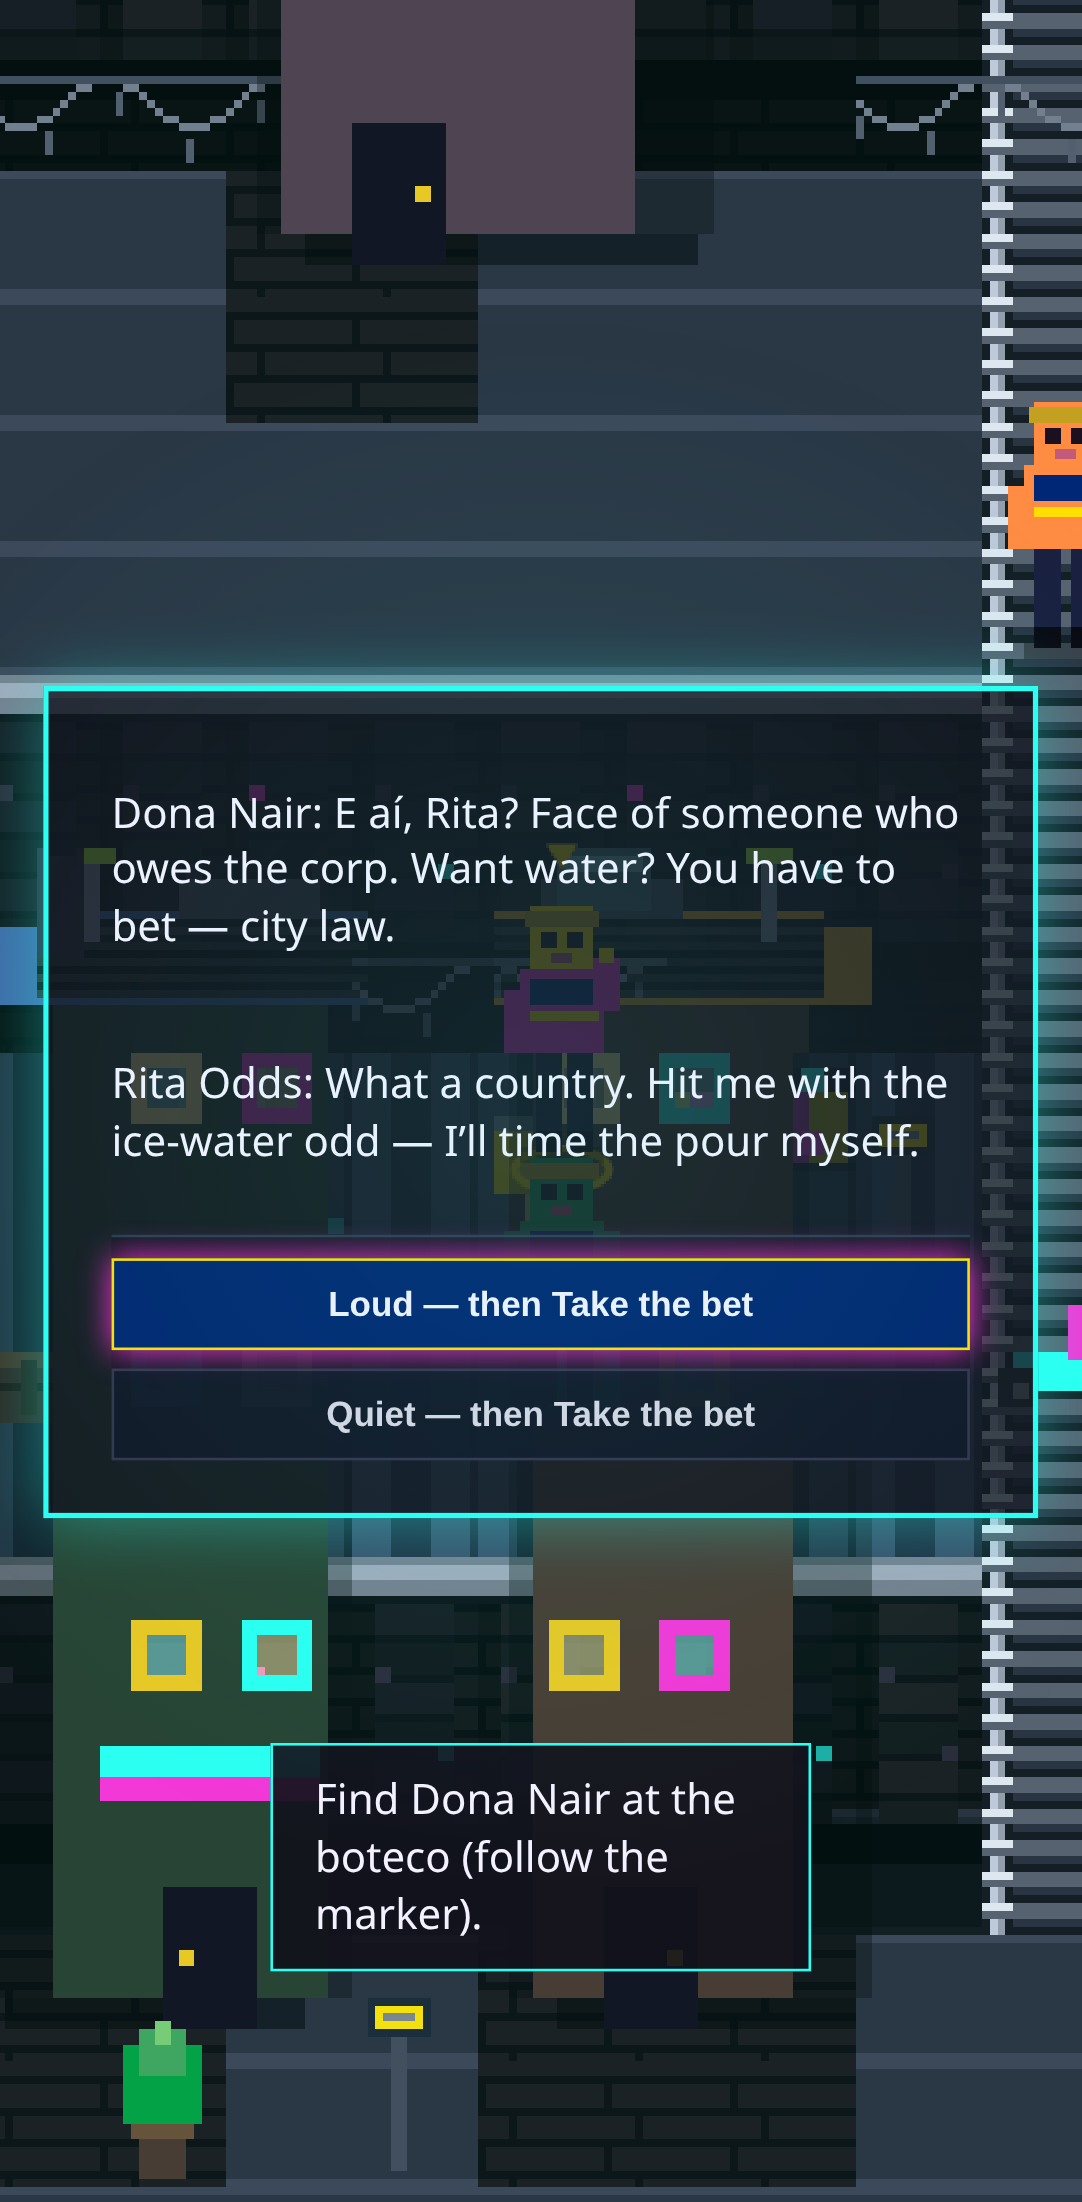 Dona Nair: E aí, Rita? Face of someone who
owes the corp. Want water? You have to
bet — city law.
Rita Odds: What a country. Hit me with the
ice-water odd — I’ll time the pour myself.
Loud — then Take the bet
Quiet — then Take the bet
Find Dona Nair at the
boteco (follow the
marker).